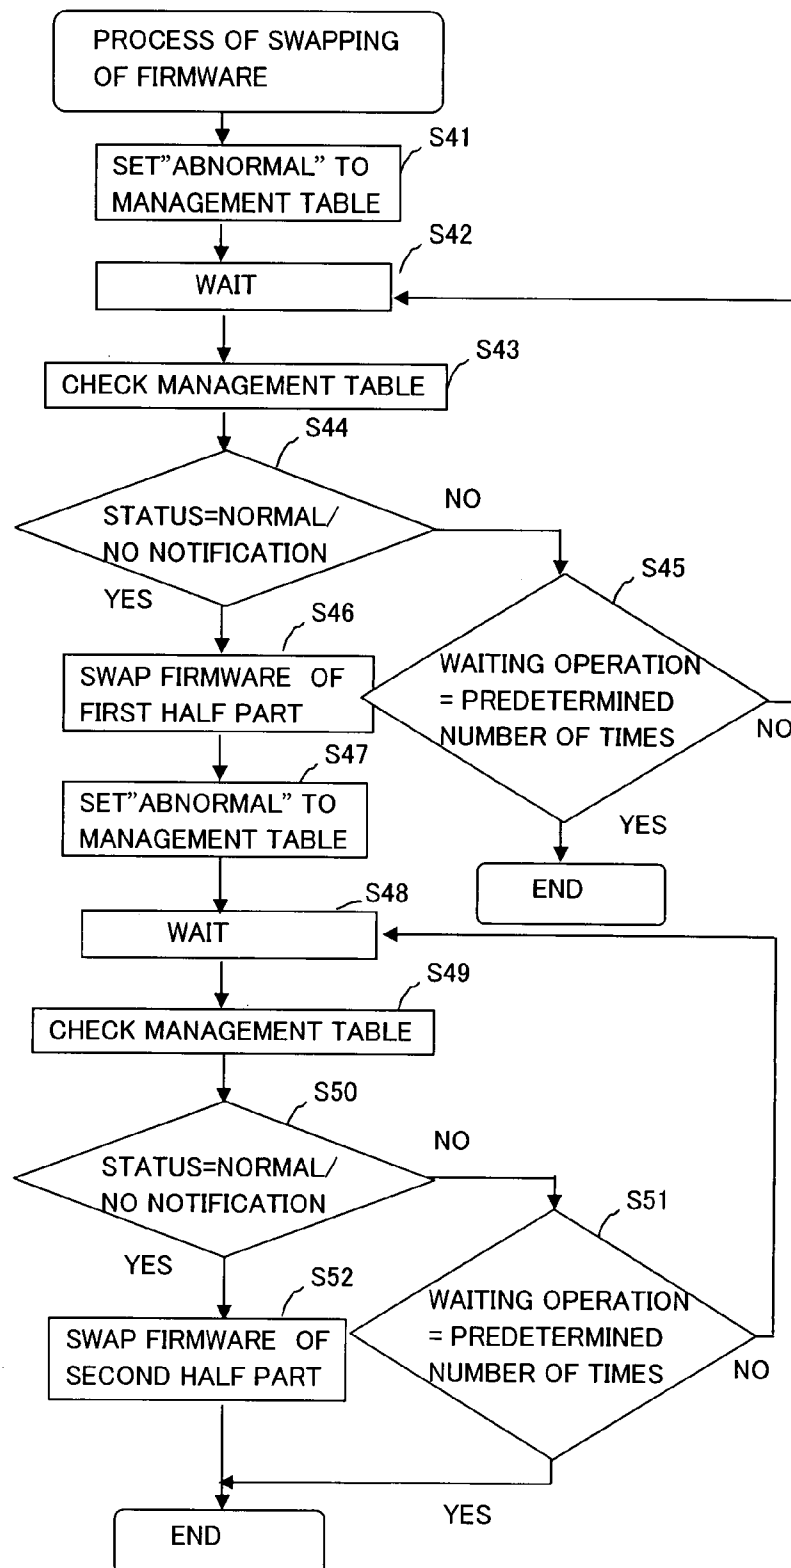 PROCESS OF SWAPPING
OF FIRMWARE
S41
SET"ABNORMAL" TO
MANAGEMENT TABLE
S42
WAIT
S43
CHECK MANAGEMENT TABLE
S44
STATUS=NORMAL/
NO NOTIFICATION
NO
YES
S45
WAITING OPERATION
= PREDETERMINED
NUMBER OF TIMES
NO
YES
END
S46
SWAP FIRMWARE OF
FIRST HALF PART
S47
SET"ABNORMAL" TO
MANAGEMENT TABLE
S48
WAIT
S49
CHECK MANAGEMENT TABLE
S50
STATUS=NORMAL/
NO NOTIFICATION
NO
YES
S51
WAITING OPERATION
= PREDETERMINED
NUMBER OF TIMES
NO
YES
S52
SWAP FIRMWARE OF
SECOND HALF PART
END